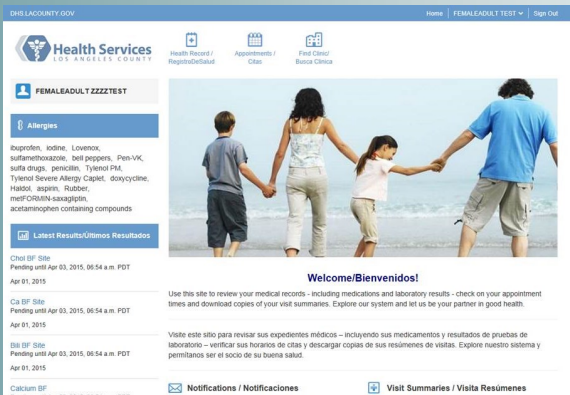 DHS.LACOUNTY.GOV
Home
FEMALEADULT TEST
Sign Out
Health Services
LOS ANGELES COUNTY
Health Record /
RegistroDeSalud
Appointments /
Citas
Find Clinic/
Busca Clinica
FEMALEADULT ZZZZTEST
Allergies
ibuprofen, iodine, Lovenox,
sulfamethoxazole, bell peppers, Pen-VK,
sulfa drugs, penicillin, Tylenol PM,
Tylenol Severe Allergy Caplet, doxycycline,
Haldol, aspirin, Rubber,
metFORMIN-saxagliptin,
acetaminophen containing compounds
Latest Results/Últimos Resultados
Chol BF Site
Pending until Apr 03, 2015, 06:54 a.m. PDT
Apr 01, 2015
Ca BF Site
Pending until Apr 03, 2015, 06:54 a.m. PDT
Apr 01, 2015
Bili BF Site
Pending until Apr 03, 2015, 06:54 a.m. PDT
Apr 01, 2015
Calcium BF
Welcome/Bienvenidos!
Use this site to review your medical records - including medications and laboratory results - check on your appointment
times and download copies of your visit summaries. Explore our system and let us be your partner in good health.
Visite este sitio para revisar sus expedientes médicos – incluyendo sus medicamentos y resultados de pruebas de
laboratorio – verificar sus horarios de citas y descargar copias de sus resúmenes de visitas. Explore nuestro sistema y
permítanos ser el socio de su buena salud.
Notifications / Notificaciones
Visit Summaries / Visita Resúmenes